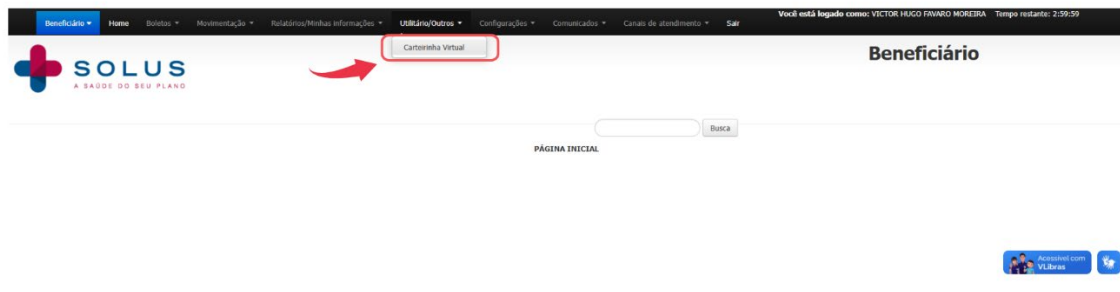 Você está logado como: VICTOR HUGO FAVARO MOREIRA Tempo restante: 2:59:59
Beneficiário Home Boletos Movimentação Relatórios/Minhas Informações Utilitário/Outros Configurações Comunicados Canais de atendimento Sair
Carteirinha Virtual
Beneficiário
SOLUS
A SAÚDE DO SEU PLANO
Busca
PÁGINA INICIAL
Acessível com
VLibras